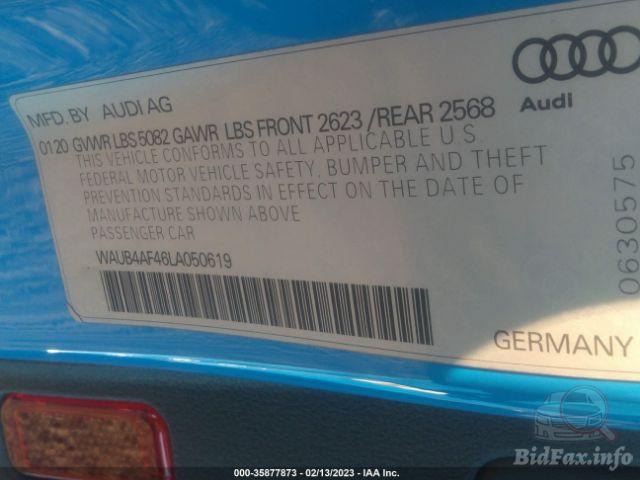 MFD. BY AUDI AG
Audi
01 20 GVWR LBS 5082 GAWR LBS FRONT 2623 /REAR 2568
THIS VEHICLE CONFORMS TO ALL APPLICABLE U.S.
FEDERAL MOTOR VEHICLE SAFETY, BUMPER AND THEFT
PREVENTION STANDARDS IN EFFECT ON THE DATE OF
MANUFACTURE SHOWN ABOVE
PASSENGER CAR
WAUB4AF46LA050619
0630575
GERMANY
BidFax.info
000-35877873 - 02/13/2023 - IAA Inc.